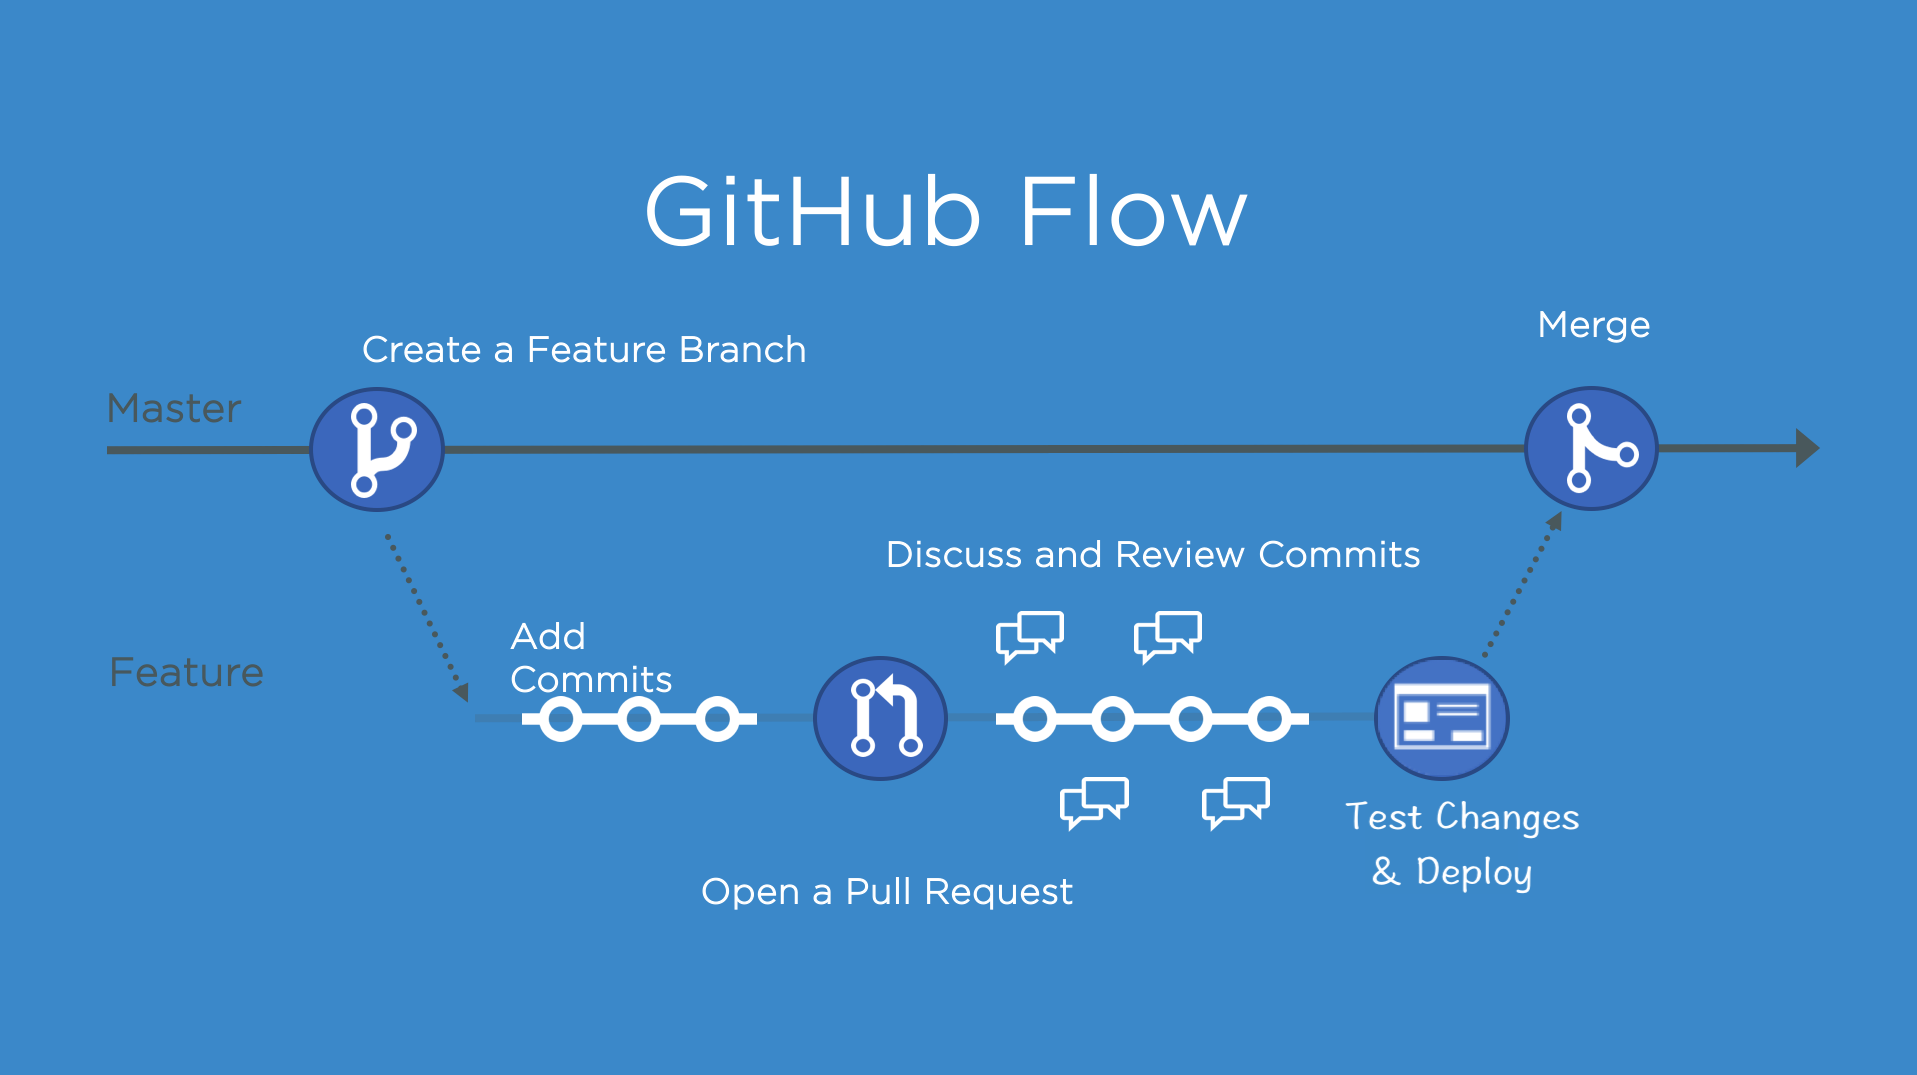 GitHub Flow
Merge
Create a Feature Branch
Master
Discuss and Review Commits
Add
Commits
Feature
Test Changes
& Deploy
Open a Pull Request